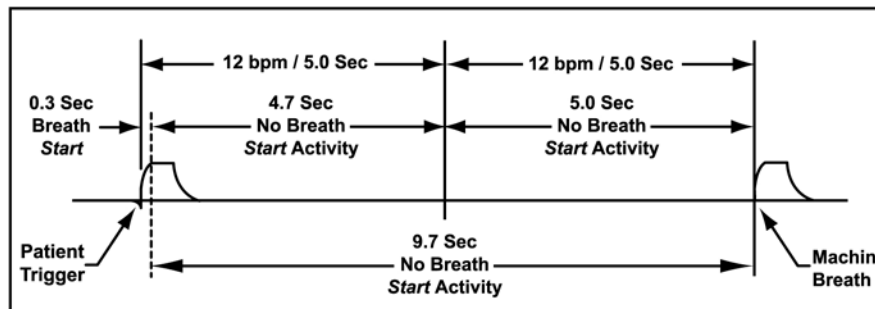 12 bpm / 5.0 Sec
12 bpm / 5.0 Sec
0.3 Sec
Breath
Start
4.7 Sec
No Breath
Start Activity
5.0 Sec
No Breath
Start Activity
Patient
Trigger
9.7 Sec
No Breath
Start Activity
Machin
Breath